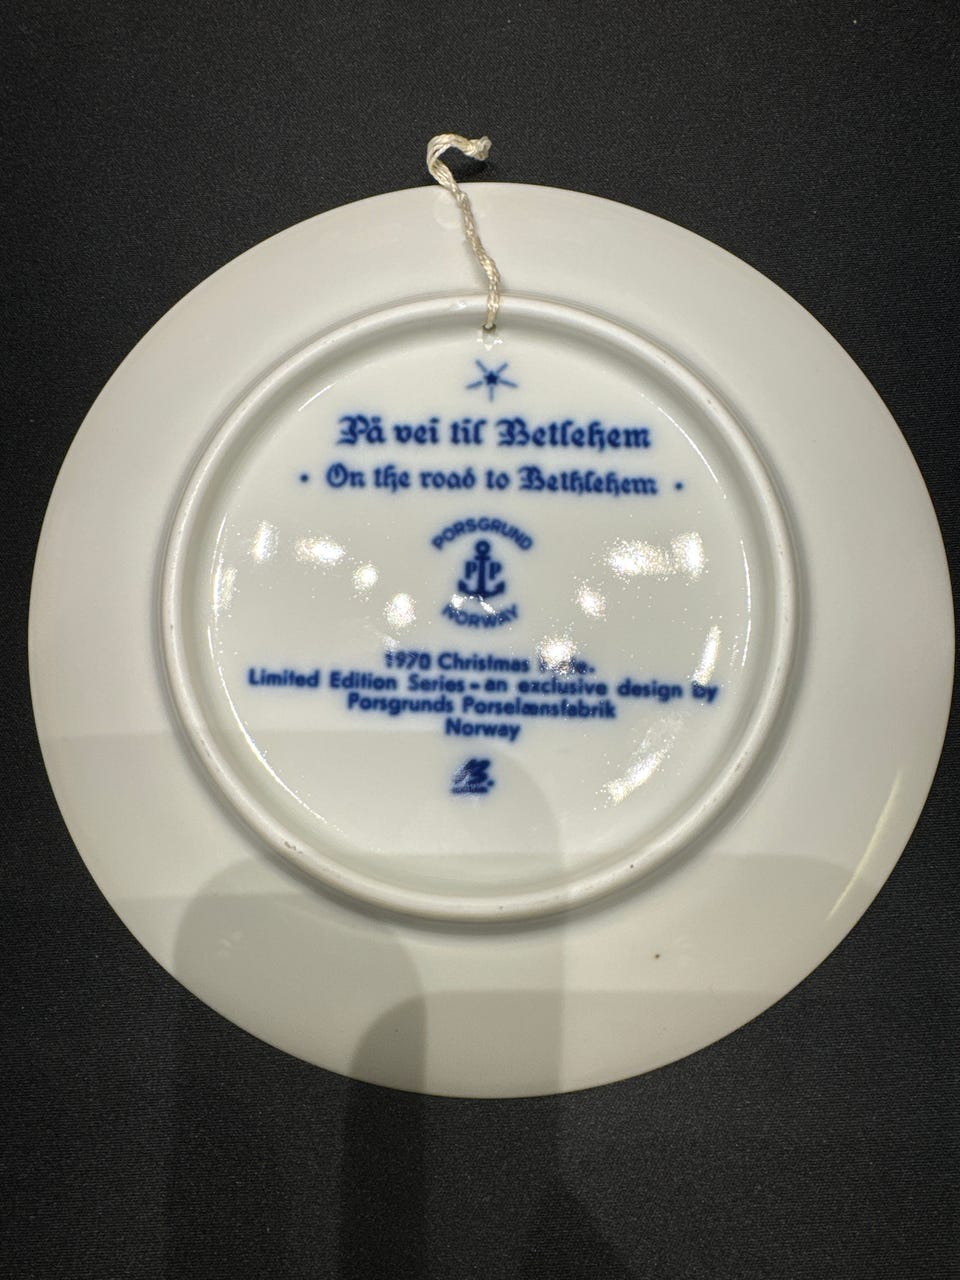 På vei til Betlehem
• On the road to Bethlehem •
PORSGRUND
PP
NORWAY
1970 Christmas
Limited Edition Series - an exclusive design by
Porsgrunds Porselænsfabrik
Norway